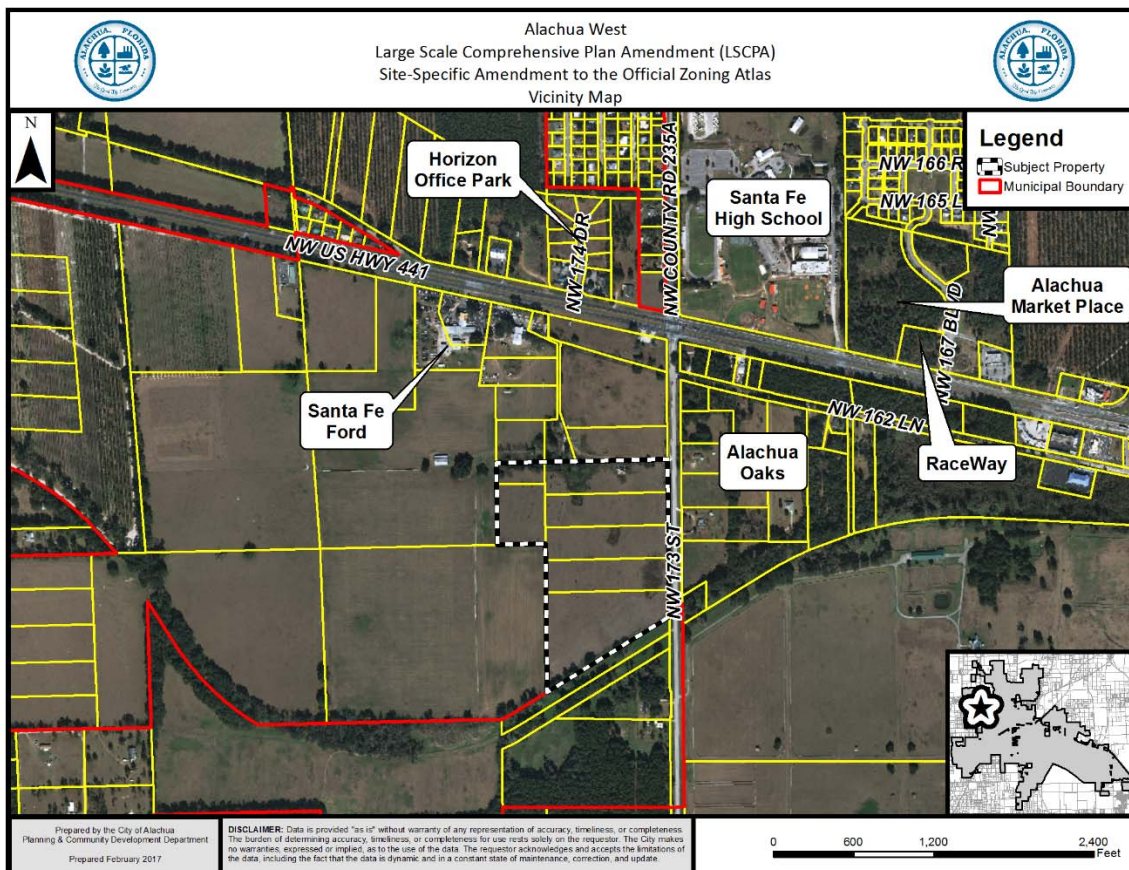 Alachua West
Large Scale Comprehensive Plan Amendment (LSCPA)
Site-Specific Amendment to the Official Zoning Atlas
Vicinity Map
ALACHUA, FLORIDA
ALACHUA, FLORIDA
N
Legend
Subject Property
Municipal Boundary
Horizon
Office Park
Santa Fe
High School
NW 166 R
NW 165 L
NW
NW COUNTY RD 235A
NW 174 DR
NW US HWY 441
Alachua
Market Place
NW 167 BLVD
Santa Fe
Ford
NW 162 LN
Alachua
Oaks
RaceWay
NW 173 ST
Prepared by the City of Alachua
Planning & Community Development Department
Prepared February 2017
DISCLAIMER: Data is provided "as is" without warranty of any representation of accuracy, timeliness, or completeness.
The burden of determining accuracy, timeliness, or completeness for use rests solely on the requestor. The City makes
no warranties, expressed or implied, as to the use of the data. The requestor acknowledges and accepts the limitations of
the data, including the fact that the data is dynamic and in a constant state of maintenance, correction, and update.
0 600 1,200 2,400
Feet